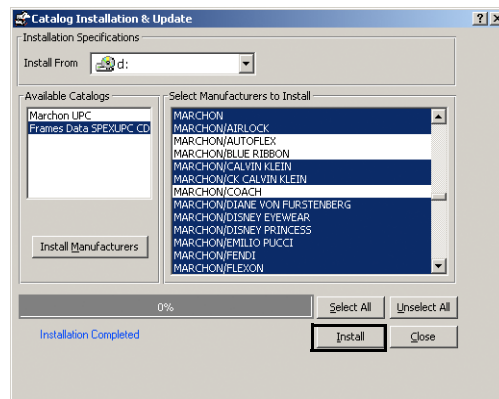 Catalog Installation & Update
Installation Specifications
Install From d:
Available Catalogs
Marchon UPC
Frames Data SPEXUPC CD
Install Manufacturers
Select Manufacturers to Install
MARCHON
MARCHON/AIRLOCK
MARCHON/AUTOFLEX
MARCHON/BLUE RIBBON
MARCHON/CALVIN KLEIN
MARCHON/CK CALVIN KLEIN
MARCHON/COACH
MARCHON/DIANE VON FURSTENBERG
MARCHON/DISNEY EYEWEAR
MARCHON/DISNEY PRINCESS
MARCHON/EMILIO PUCCI
MARCHON/FENDI
MARCHON/FLEXON
0%
Select All Unselect All
Installation Completed
Install Close